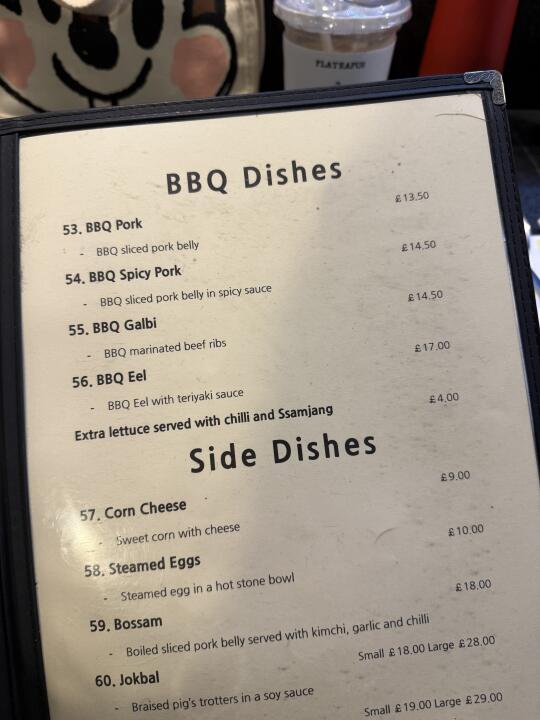 BBQ Dishes
53. BBQ Pork £13.50
- BBQ sliced pork belly
54. BBQ Spicy Pork £14.50
- BBQ sliced pork belly in spicy sauce
55. BBQ Galbi £14.50
- BBQ marinated beef ribs
56. BBQ Eel £17.00
- BBQ Eel with teriyaki sauce
Extra lettuce served with chilli and Ssamjang £4.00
Side Dishes
57. Corn Cheese £9.00
- Sweet corn with cheese
58. Steamed Eggs £10.00
- Steamed egg in a hot stone bowl
59. Bossam £18.00
- Boiled sliced pork belly served with kimchi, garlic and chilli
60. Jokbal Small £18.00 Large £28.00
- Braised pig's trotters in a soy sauce
Small £19.00 Large £29.00